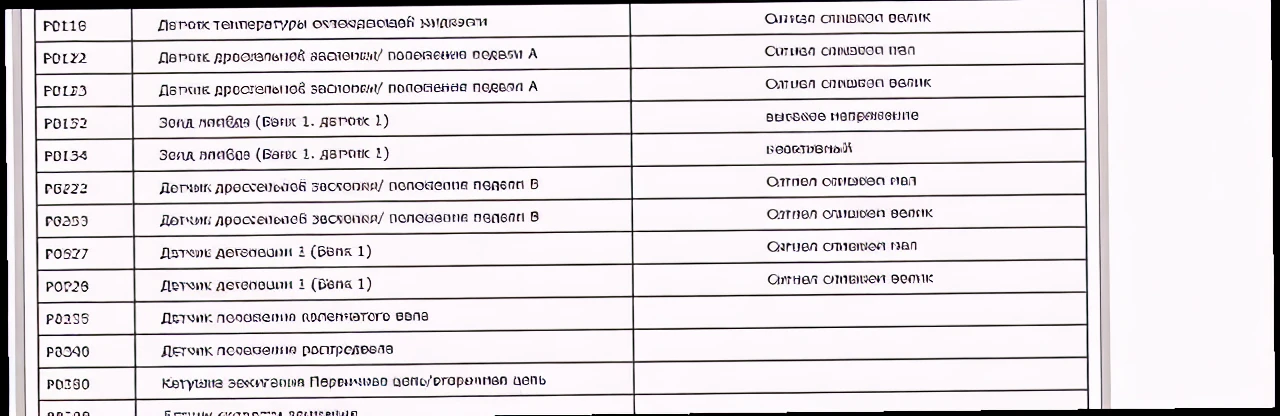 P0118 Датчик температуры охлаждающей жидкости Сигнал слишком велик
P0122 Датчик дроссельной заслонки/ положение педали A Сигнал слишком мал
P0123 Датчик дроссельной заслонки/ положение педали A Сигнал слишком велик
P0132 Зонд лямбда (Банк 1. датчик 1) высокое напряжение
P0134 Зонд лямбда (Банк 1. датчик 1) неактивный
P0222 Датчик дроссельной заслонки/ положение педали B Сигнал слишком мал
P0223 Датчик дроссельной заслонки/ положение педали B Сигнал слишком велик
P0327 Датчик детонации 1 (Банк 1) Сигнал слишком мал
P0328 Датчик детонации 1 (Банк 1) Сигнал слишком велик
P0335 Датчик положения коленчатого вала
P0340 Датчик положения распредвала
Катушка зажигания Первичная цепь/вторичная цепь
Датчик скорости